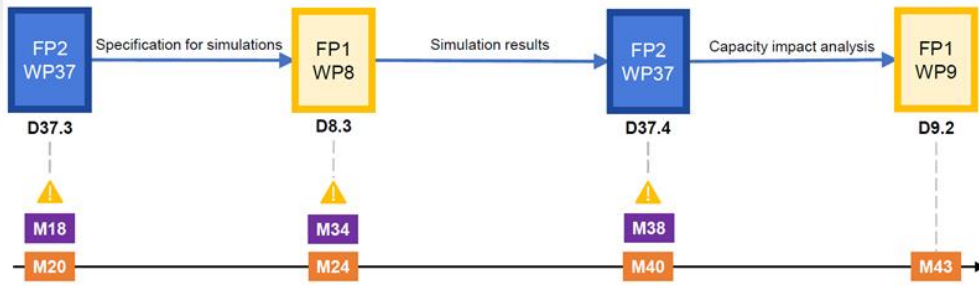 FP2
WP37
Specification for simulations
FP1
WP8
Simulation results
FP2
WP37
Capacity impact analysis
FP1
WP9
D37.3
D8.3
D37.4
D9.2
M18
M34
M38
M20
M24
M40
M43